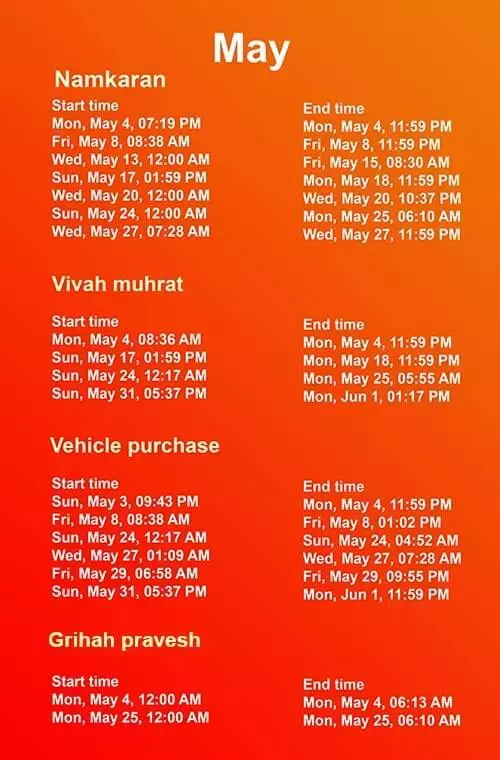 May
Namkaran
Start time
Mon, May 4, 07:19 PM
Fri, May 8, 08:38 AM
Wed, May 13, 12:00 AM
Sun, May 17, 01:59 PM
Wed, May 20, 12:00 AM
Sun, May 24, 12:00 AM
Wed, May 27, 07:28 AM
End time
Mon, May 4, 11:59 PM
Fri, May 8, 11:59 PM
Fri, May 15, 08:30 AM
Mon, May 18, 11:59 PM
Wed, May 20, 10:37 PM
Mon, May 25, 06:10 AM
Wed, May 27, 11:59 PM
Vivah muhrat
Start time
Mon, May 4, 08:36 AM
Sun, May 17, 01:59 PM
Sun, May 24, 12:17 AM
Sun, May 31, 05:37 PM
End time
Mon, May 4, 11:59 PM
Mon, May 18, 11:59 PM
Mon, May 25, 05:55 AM
Mon, Jun 1, 01:17 PM
Vehicle purchase
Start time
Sun, May 3, 09:43 PM
Fri, May 8, 08:38 AM
Sun, May 24, 12:17 AM
Wed, May 27, 01:09 AM
Fri, May 29, 06:58 AM
Sun, May 31, 05:37 PM
End time
Mon, May 4, 11:59 PM
Fri, May 8, 01:02 PM
Sun, May 24, 04:52 AM
Wed, May 27, 07:28 AM
Fri, May 29, 09:55 PM
Mon, Jun 1, 11:59 PM
Grihah pravesh
Start time
Mon, May 4, 12:00 AM
Mon, May 25, 12:00 AM
End time
Mon, May 4, 06:13 AM
Mon, May 25, 06:10 AM